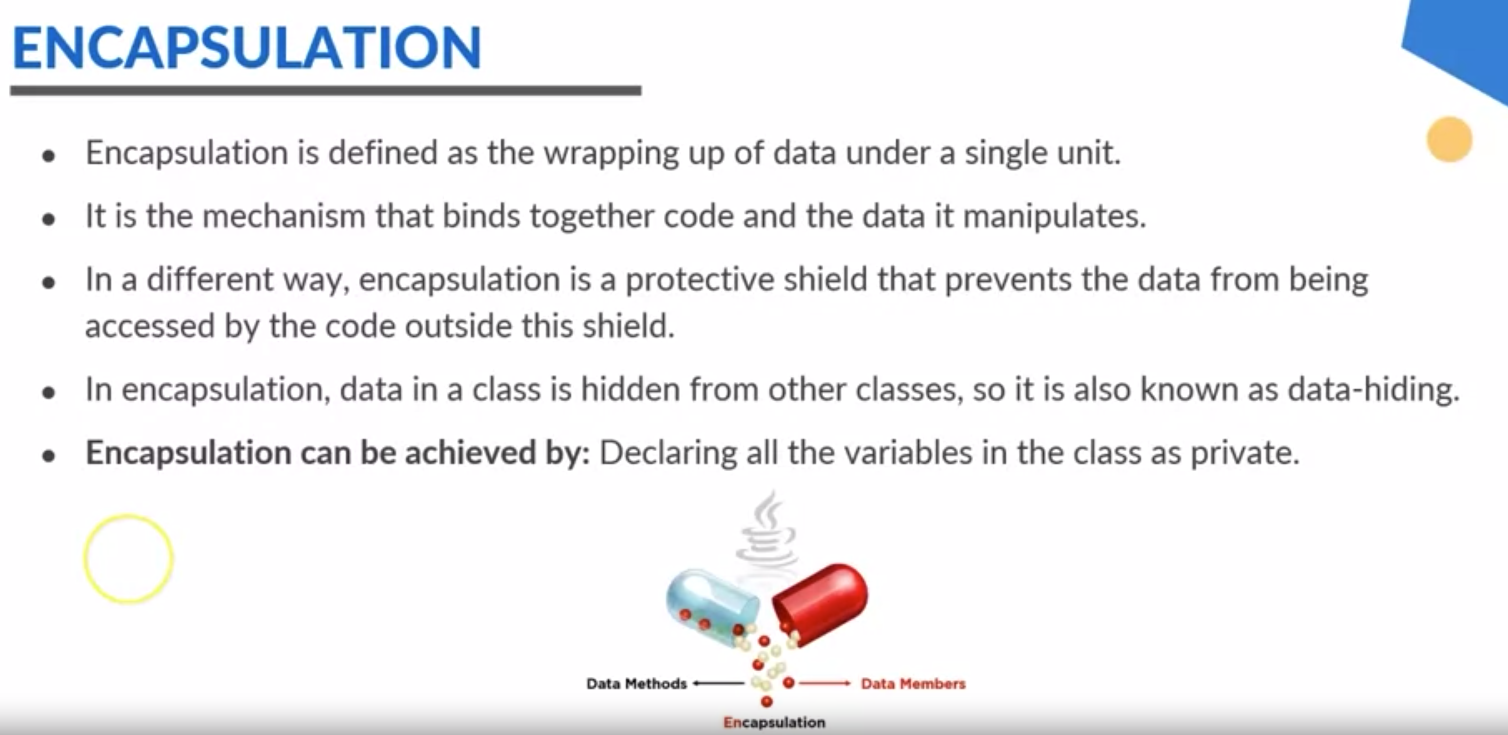 ENCAPSULATION
• Encapsulation is defined as the wrapping up of data under a single unit.
• It is the mechanism that binds together code and the data it manipulates.
• In a different way, encapsulation is a protective shield that prevents the data from being
accessed by the code outside this shield.
• In encapsulation, data in a class is hidden from other classes, so it is also known as data-hiding.
• Encapsulation can be achieved by: Declaring all the variables in the class as private.
Data Methods
Data Members
Encapsulation